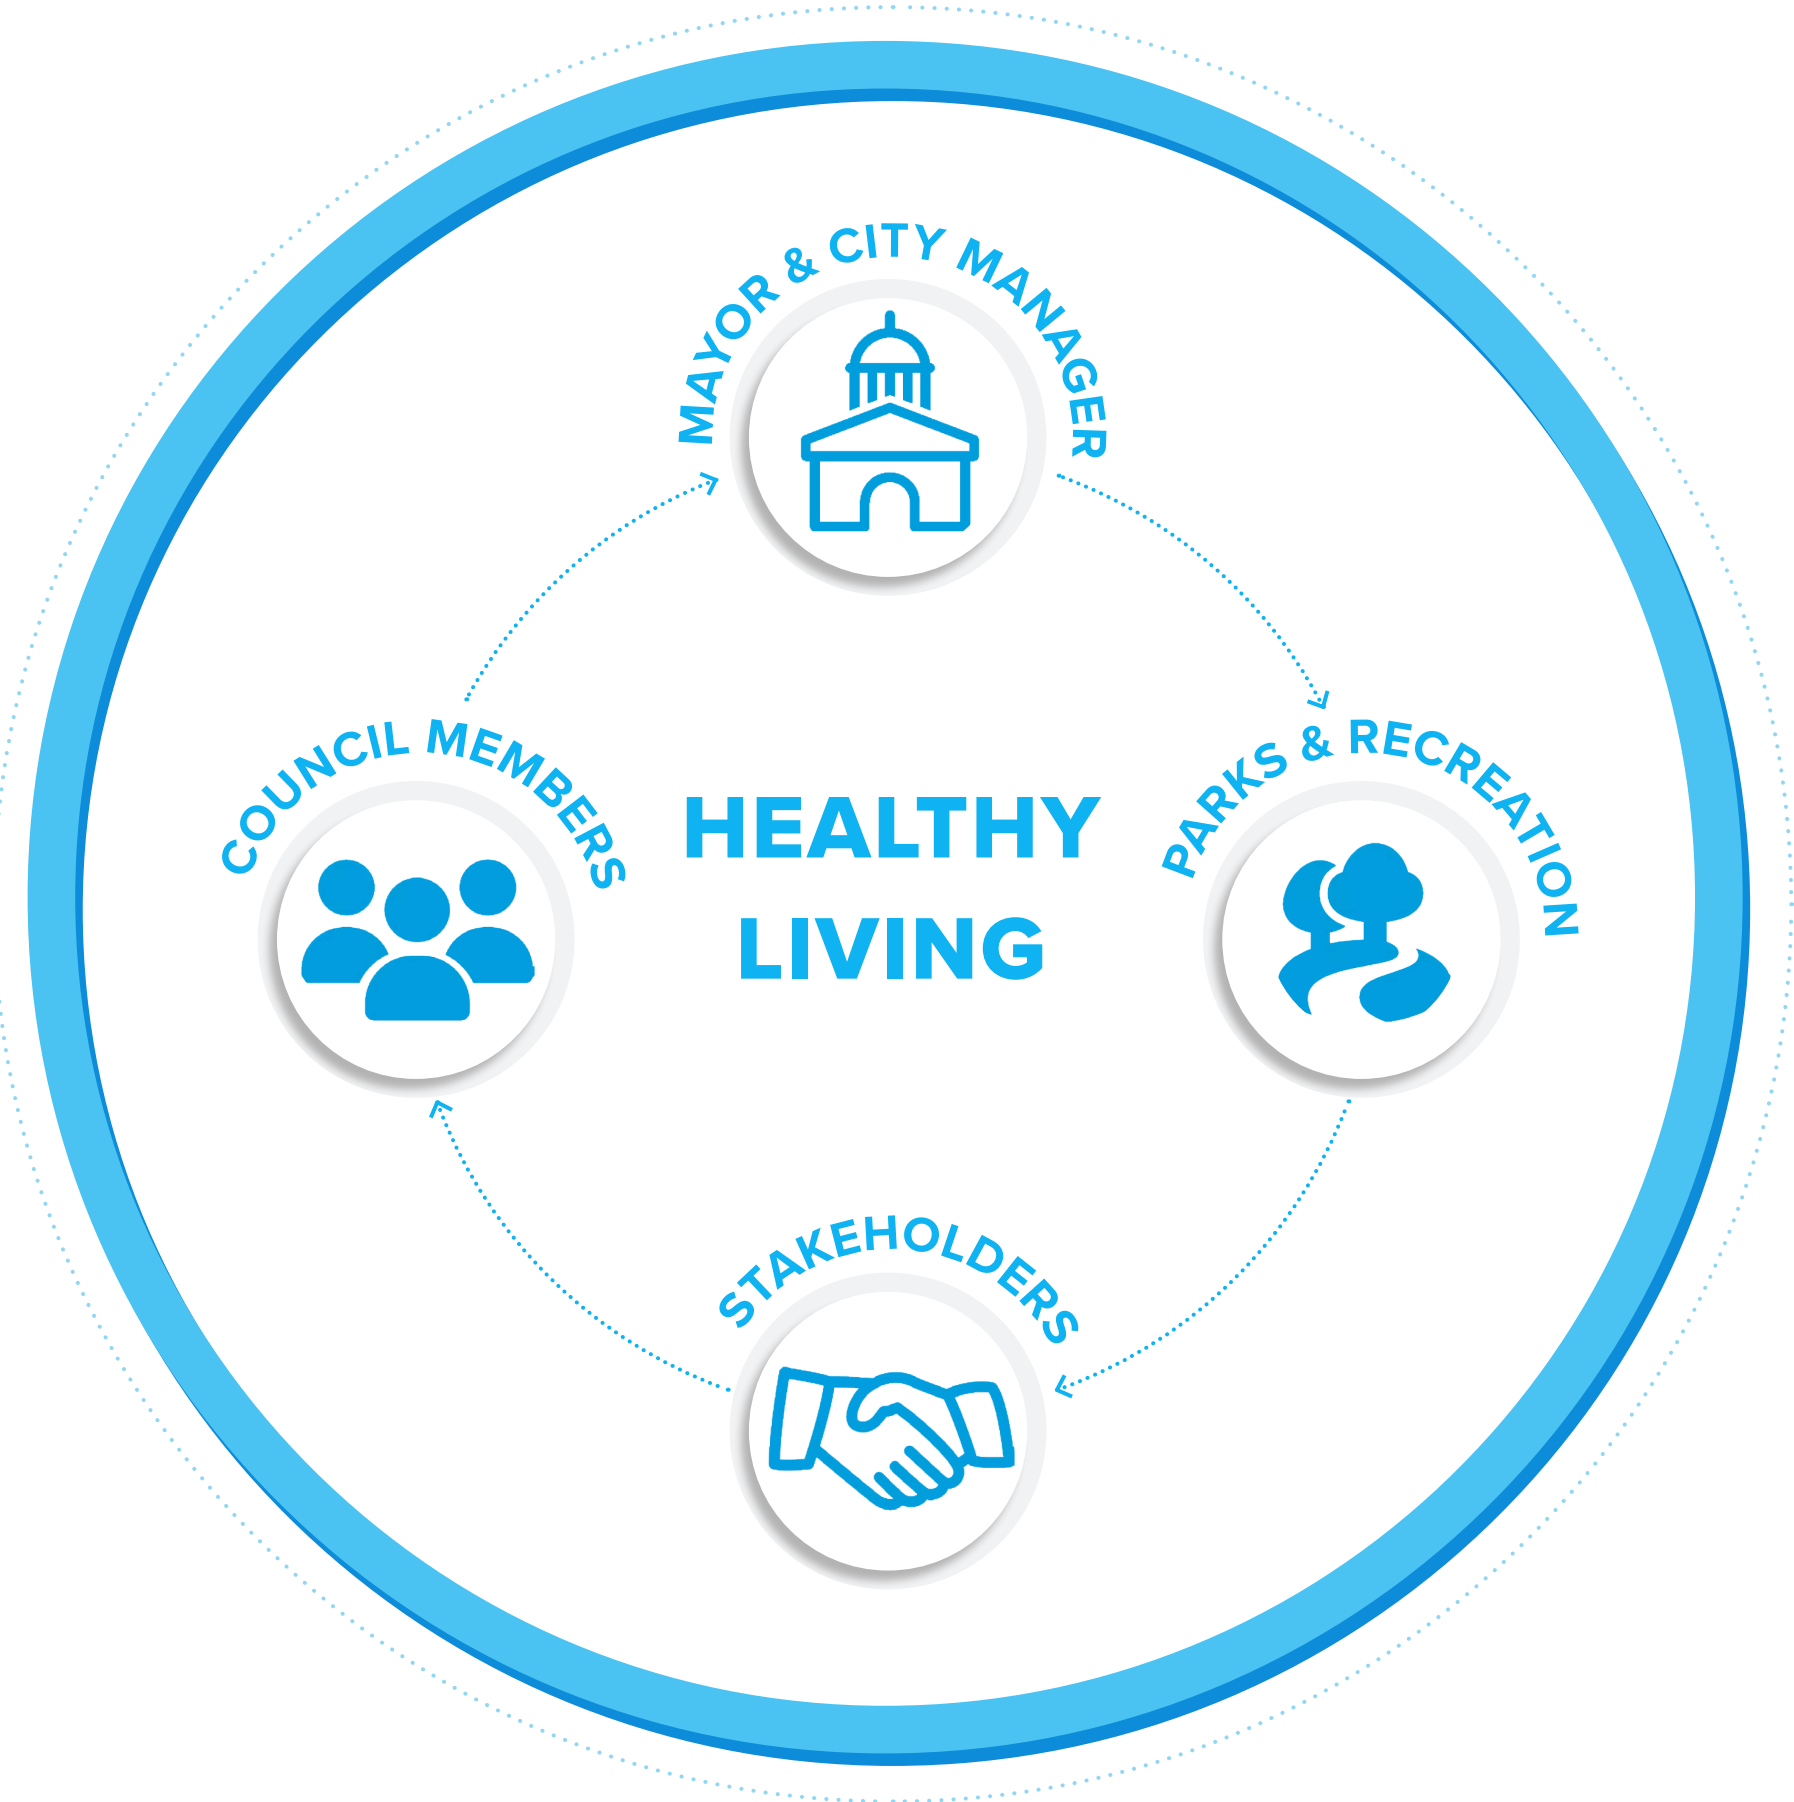 MAYOR & CITY MANAGER
COUNCIL MEMBERS
PARKS & RECREATION
HEALTHY
LIVING
STAKEHOLDERS